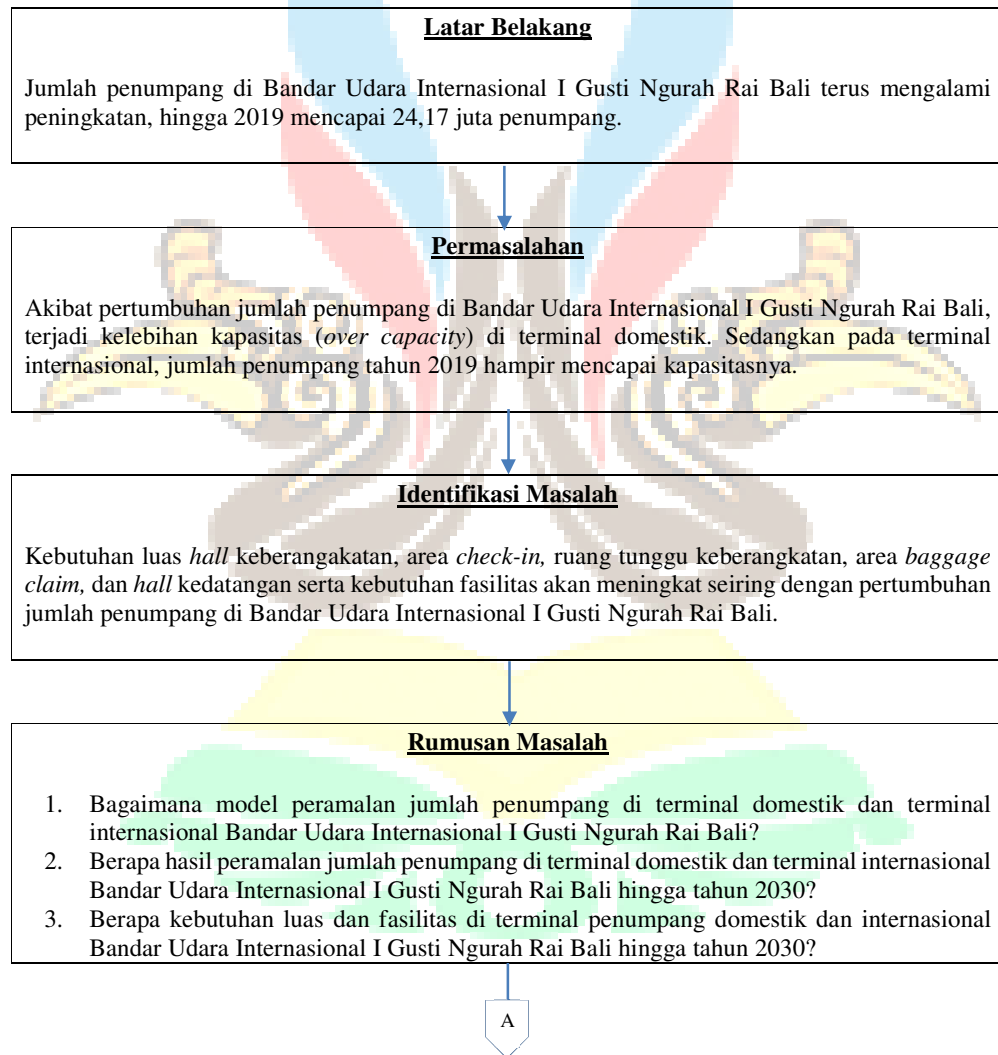 Latar Belakang
Jumlah penumpang di Bandar Udara Internasional I Gusti Ngurah Rai Bali terus mengalami
peningkatan, hingga 2019 mencapai 24,17 juta penumpang.
Permasalahan
Akibat pertumbuhan jumlah penumpang di Bandar Udara Internasional I Gusti Ngurah Rai Bali,
terjadi kelebihan kapasitas (over capacity) di terminal domestik. Sedangkan pada terminal
internasional, jumlah penumpang tahun 2019 hampir mencapai kapasitasnya.
Identifikasi Masalah
Kebutuhan luas hall keberangakatan, area check-in, ruang tunggu keberangkatan, area baggage
claim, dan hall kedatangan serta kebutuhan fasilitas akan meningkat seiring dengan pertumbuhan
jumlah penumpang di Bandar Udara Internasional I Gusti Ngurah Rai Bali.
Rumusan Masalah
1. Bagaimana model peramalan jumlah penumpang di terminal domestik dan terminal
internasional Bandar Udara Internasional I Gusti Ngurah Rai Bali?
2. Berapa hasil peramalan jumlah penumpang di terminal domestik dan terminal internasional
Bandar Udara Internasional I Gusti Ngurah Rai Bali hingga tahun 2030?
3. Berapa kebutuhan luas dan fasilitas di terminal penumpang domestik dan internasional
Bandar Udara Internasional I Gusti Ngurah Rai Bali hingga tahun 2030?
A